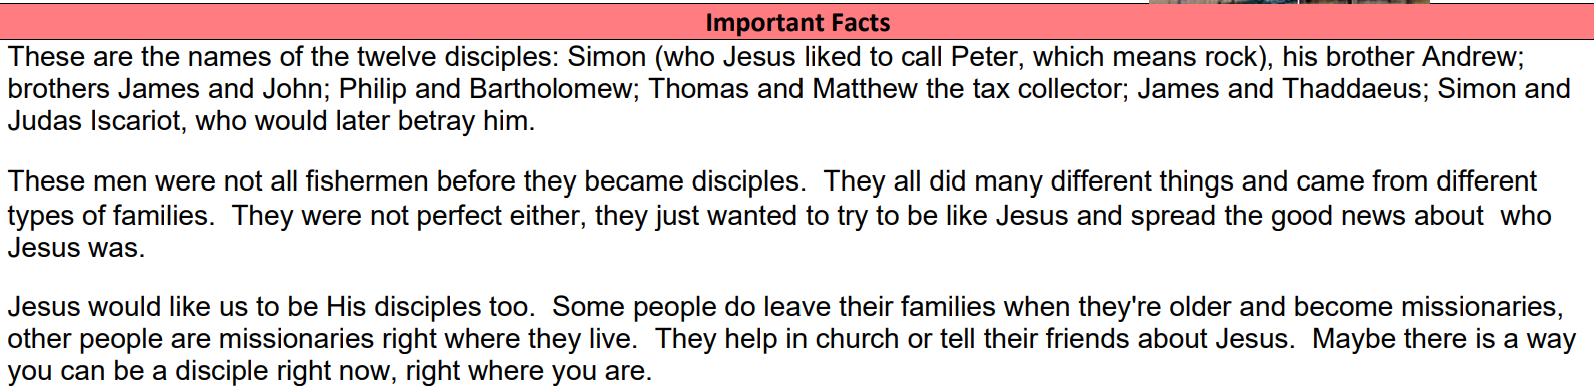 Important Facts
These are the names of the twelve disciples: Simon (who Jesus liked to call Peter, which means rock), his brother Andrew;
brothers James and John; Philip and Bartholomew; Thomas and Matthew the tax collector; James and Thaddaeus; Simon and
Judas Iscariot, who would later betray him.
These men were not all fishermen before they became disciples.  They all did many different things and came from different
types of families.  They were not perfect either, they just wanted to try to be like Jesus and spread the good news about  who
Jesus was.
Jesus would like us to be His disciples too.  Some people do leave their families when they're older and become missionaries,
other people are missionaries right where they live.  They help in church or tell their friends about Jesus.  Maybe there is a way
you can be a disciple right now, right where you are.